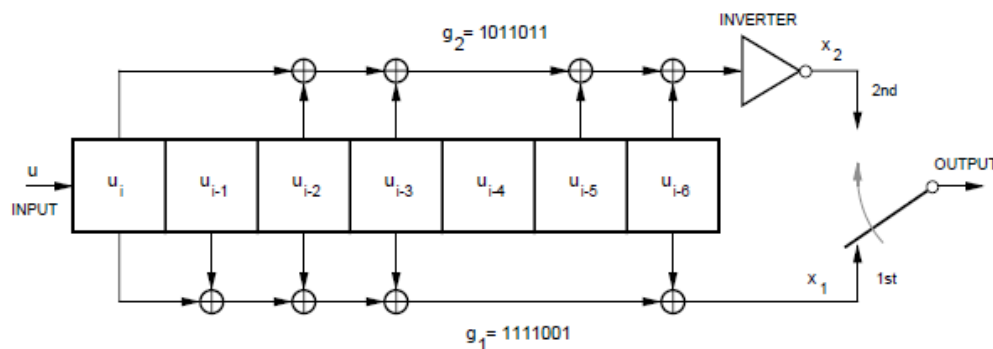 INVERTER
g2= 1011011
x2
2nd
u
INPUT
ui
ui-1
ui-2
ui-3
ui-4
ui-5
ui-6
OUTPUT
x1
1st
g1= 1111001